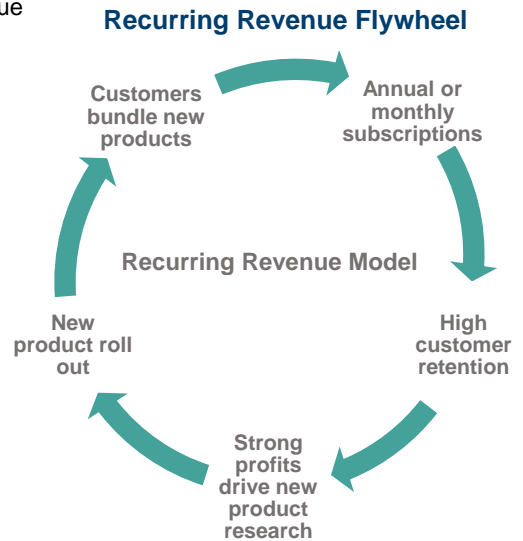 ue
Recurring Revenue Flywheel
Customers
bundle new
products
Annual or
monthly
subscriptions
Recurring Revenue Model
New
product roll
out
High
customer
retention
Strong
profits
drive new
product
research